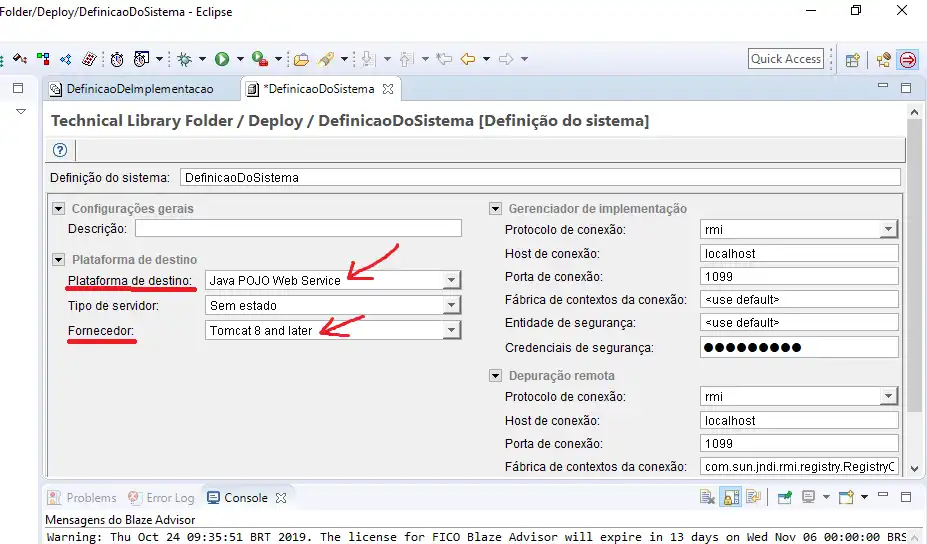 Folder/Deploy/DefinicaoDoSistema - Eclipse
Quick Access
DefinicaoDeImplementacao
*DefinicaoDoSistema
Technical Library Folder / Deploy / DefinicaoDoSistema [Definição do sistema]
Definição do sistema: DefinicaoDoSistema
Configurações gerais
Descrição:
Plataforma de destino
Plataforma de destino: Java POJO Web Service
Tipo de servidor: Sem estado
Fornecedor: Tomcat 8 and later
Gerenciador de implementação
Protocolo de conexão: rmi
Host de conexão: localhost
Porta de conexão: 1099
Fábrica de contextos da conexão: <use default>
Entidade de segurança: <use default>
Credenciais de segurança: ●●●●●●●●●
Depuração remota
Protocolo de conexão: rmi
Host de conexão: localhost
Porta de conexão: 1099
Fábrica de contextos da conexão: com.sun.jndi.rmi.registry.RegistryC
Problems
Error Log
Console
Mensagens do Blaze Advisor
Warning: Thu Oct 24 09:35:51 BRT 2019. The license for FICO Blaze Advisor will expire in 13 days on Wed Nov 06 00:00:00 BRS